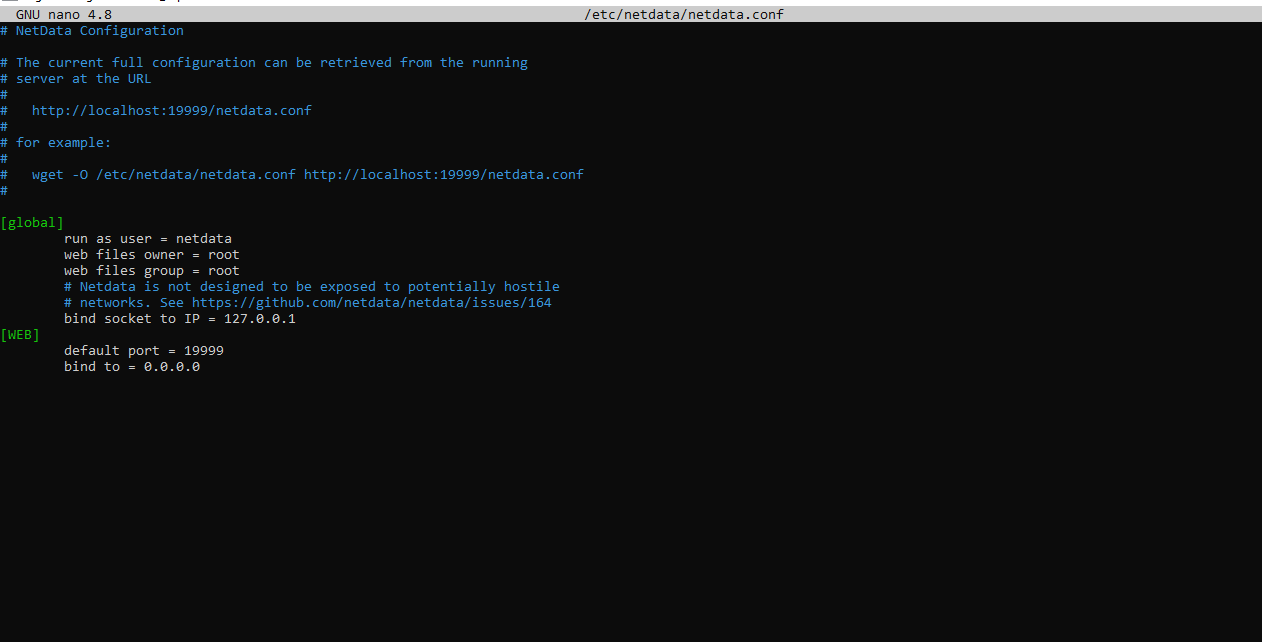 GNU nano 4.8 /etc/netdata/netdata.conf
# NetData Configuration
# The current full configuration can be retrieved from the running
# server at the URL
#
# http://localhost:19999/netdata.conf
#
# for example:
#
# wget -O /etc/netdata/netdata.conf http://localhost:19999/netdata.conf
#
[global]
run as user = netdata
web files owner = root
web files group = root
# Netdata is not designed to be exposed to potentially hostile
# networks. See https://github.com/netdata/netdata/issues/164
bind socket to IP = 127.0.0.1
[WEB]
default port = 19999
bind to = 0.0.0.0